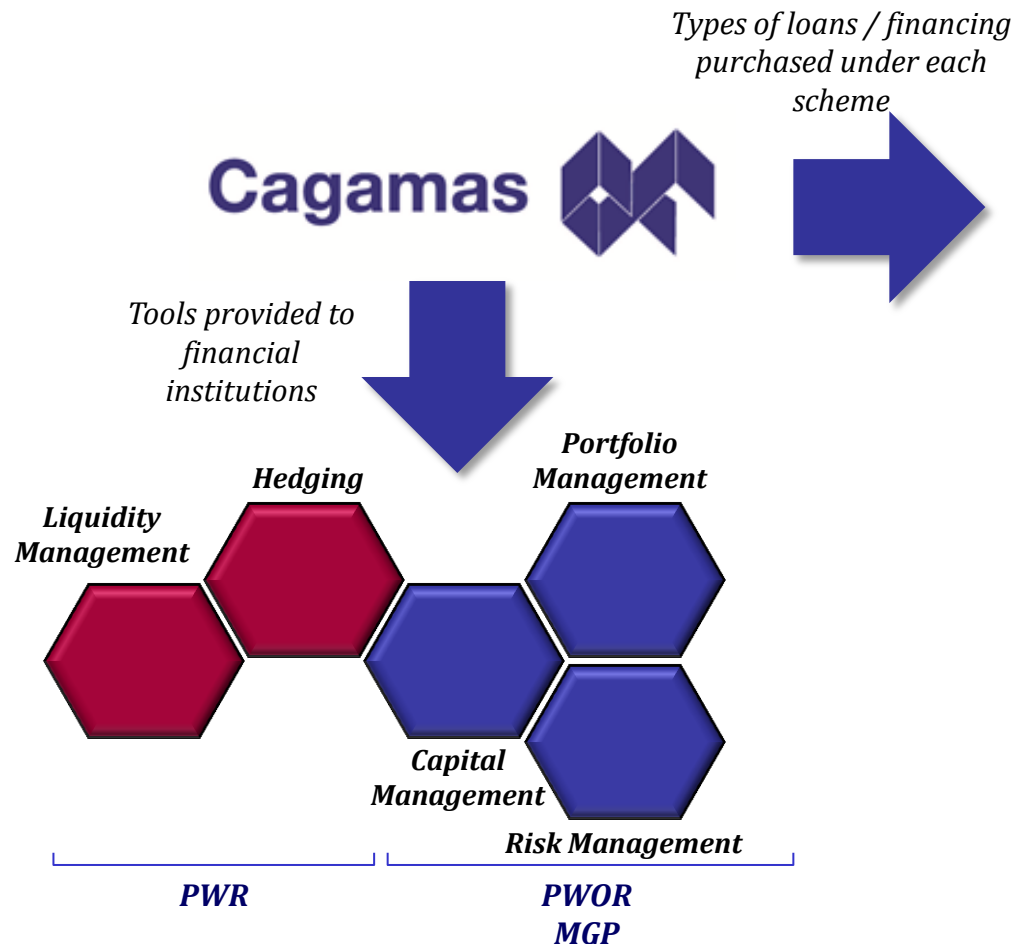 Types of loans / financing
purchased under each
scheme
Cagamas
Tools provided to
financial
institutions
Portfolio
Management
Hedging
Liquidity
Management
Capital
Management
Risk Management
PWR
PWOR
MGP